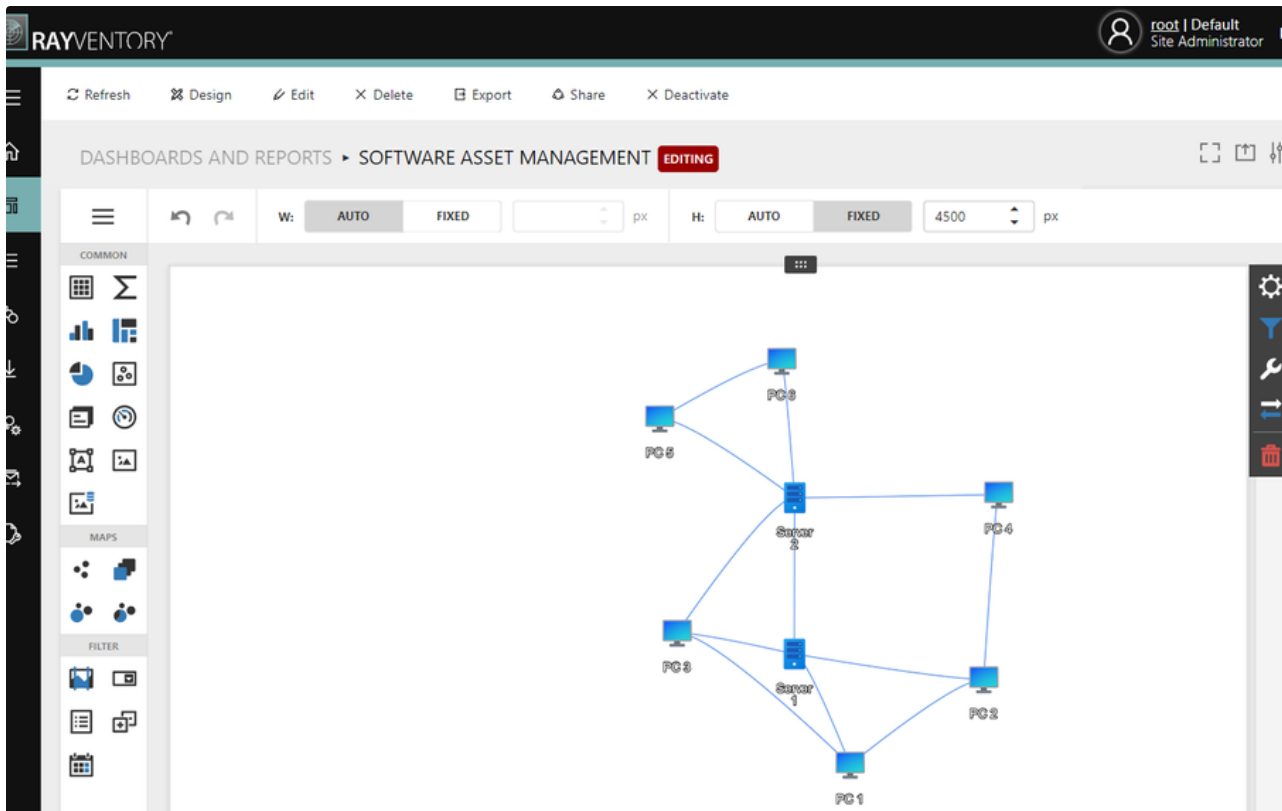 RAYVENTORY
root | Default
Site Administrator
Refresh Design Edit Delete Export Share Deactivate
DASHBOARDS AND REPORTS ▸ SOFTWARE ASSET MANAGEMENT EDITING
W: AUTO FIXED px H: AUTO FIXED 4500 px
COMMON
PC 6
PC 5
Server
2
PC 4
MAPS
FILTER
PC 3
Server
1
PC 2
PC 1